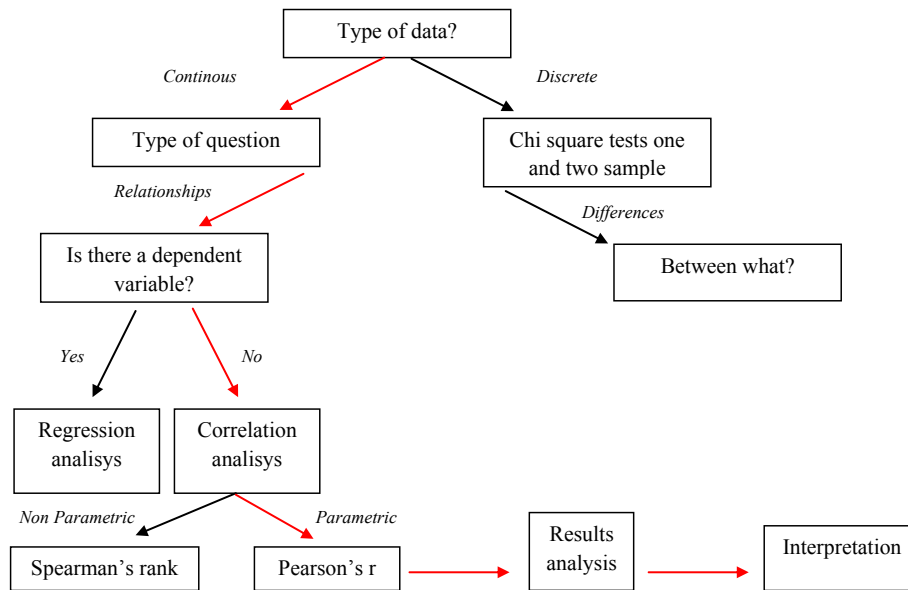 Type of data?
Continous
Discrete
Type of question
Chi square tests one
and two sample
Relationships
Differences
Is there a dependent
variable?
Between what?
Yes
No
Regression
analisys
Correlation
analisys
Non Parametric
Parametric
Spearman's rank
Pearson's r
Results
analysis
Interpretation